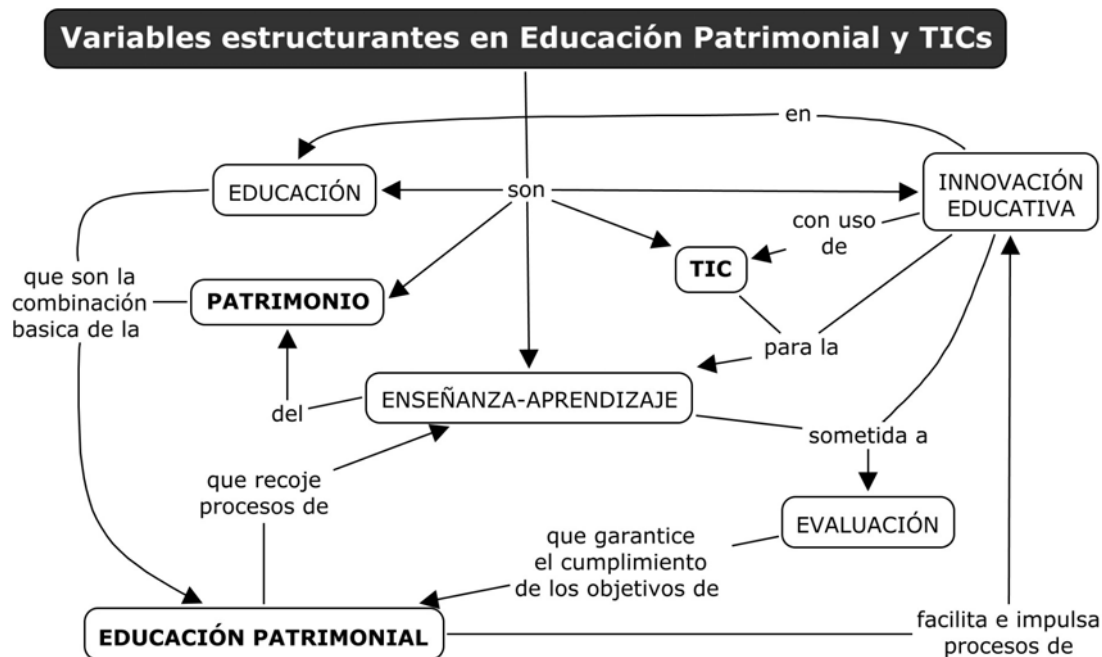 Variables estructurantes en Educación Patrimonial y TICs
en
EDUCACIÓN
son
INNOVACIÓN
EDUCATIVA
con uso
de
TIC
que son la
combinación
basica de la
PATRIMONIO
para la
ENSEÑANZA-APRENDIZAJE
del
sometida a
que recoje
procesos de
EVALUACIÓN
que garantice
el cumplimiento
de los objetivos de
EDUCACIÓN PATRIMONIAL
facilita e impulsa
procesos de